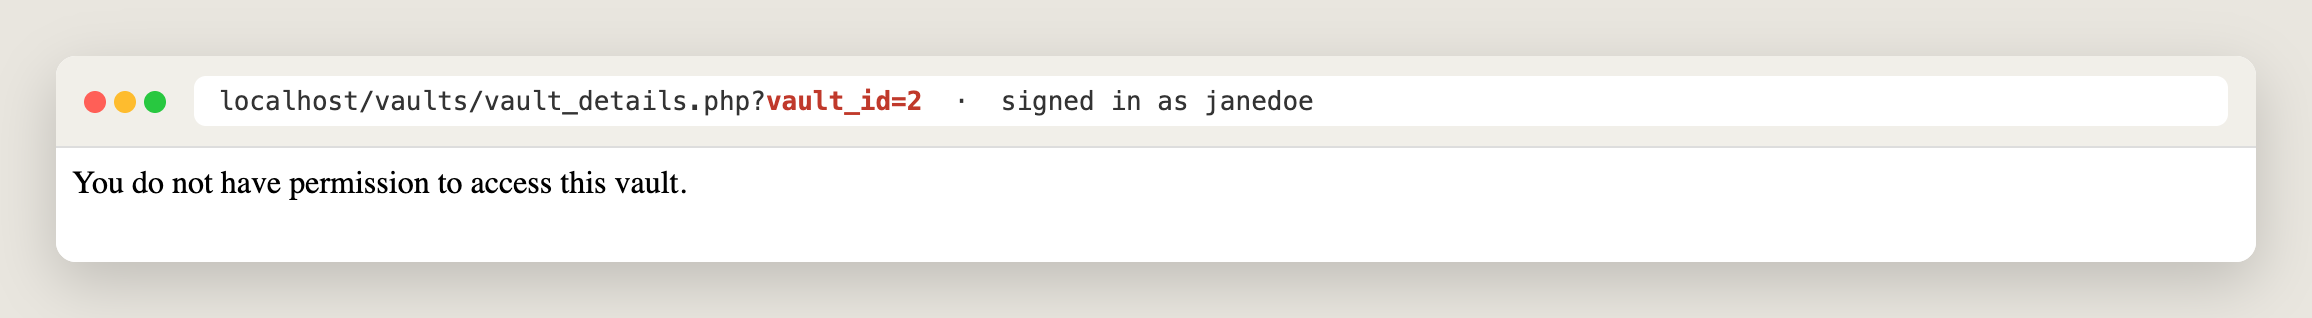 localhost/vaults/vault_details.php?vault_id=2 · signed in as janedoe
You do not have permission to access this vault.